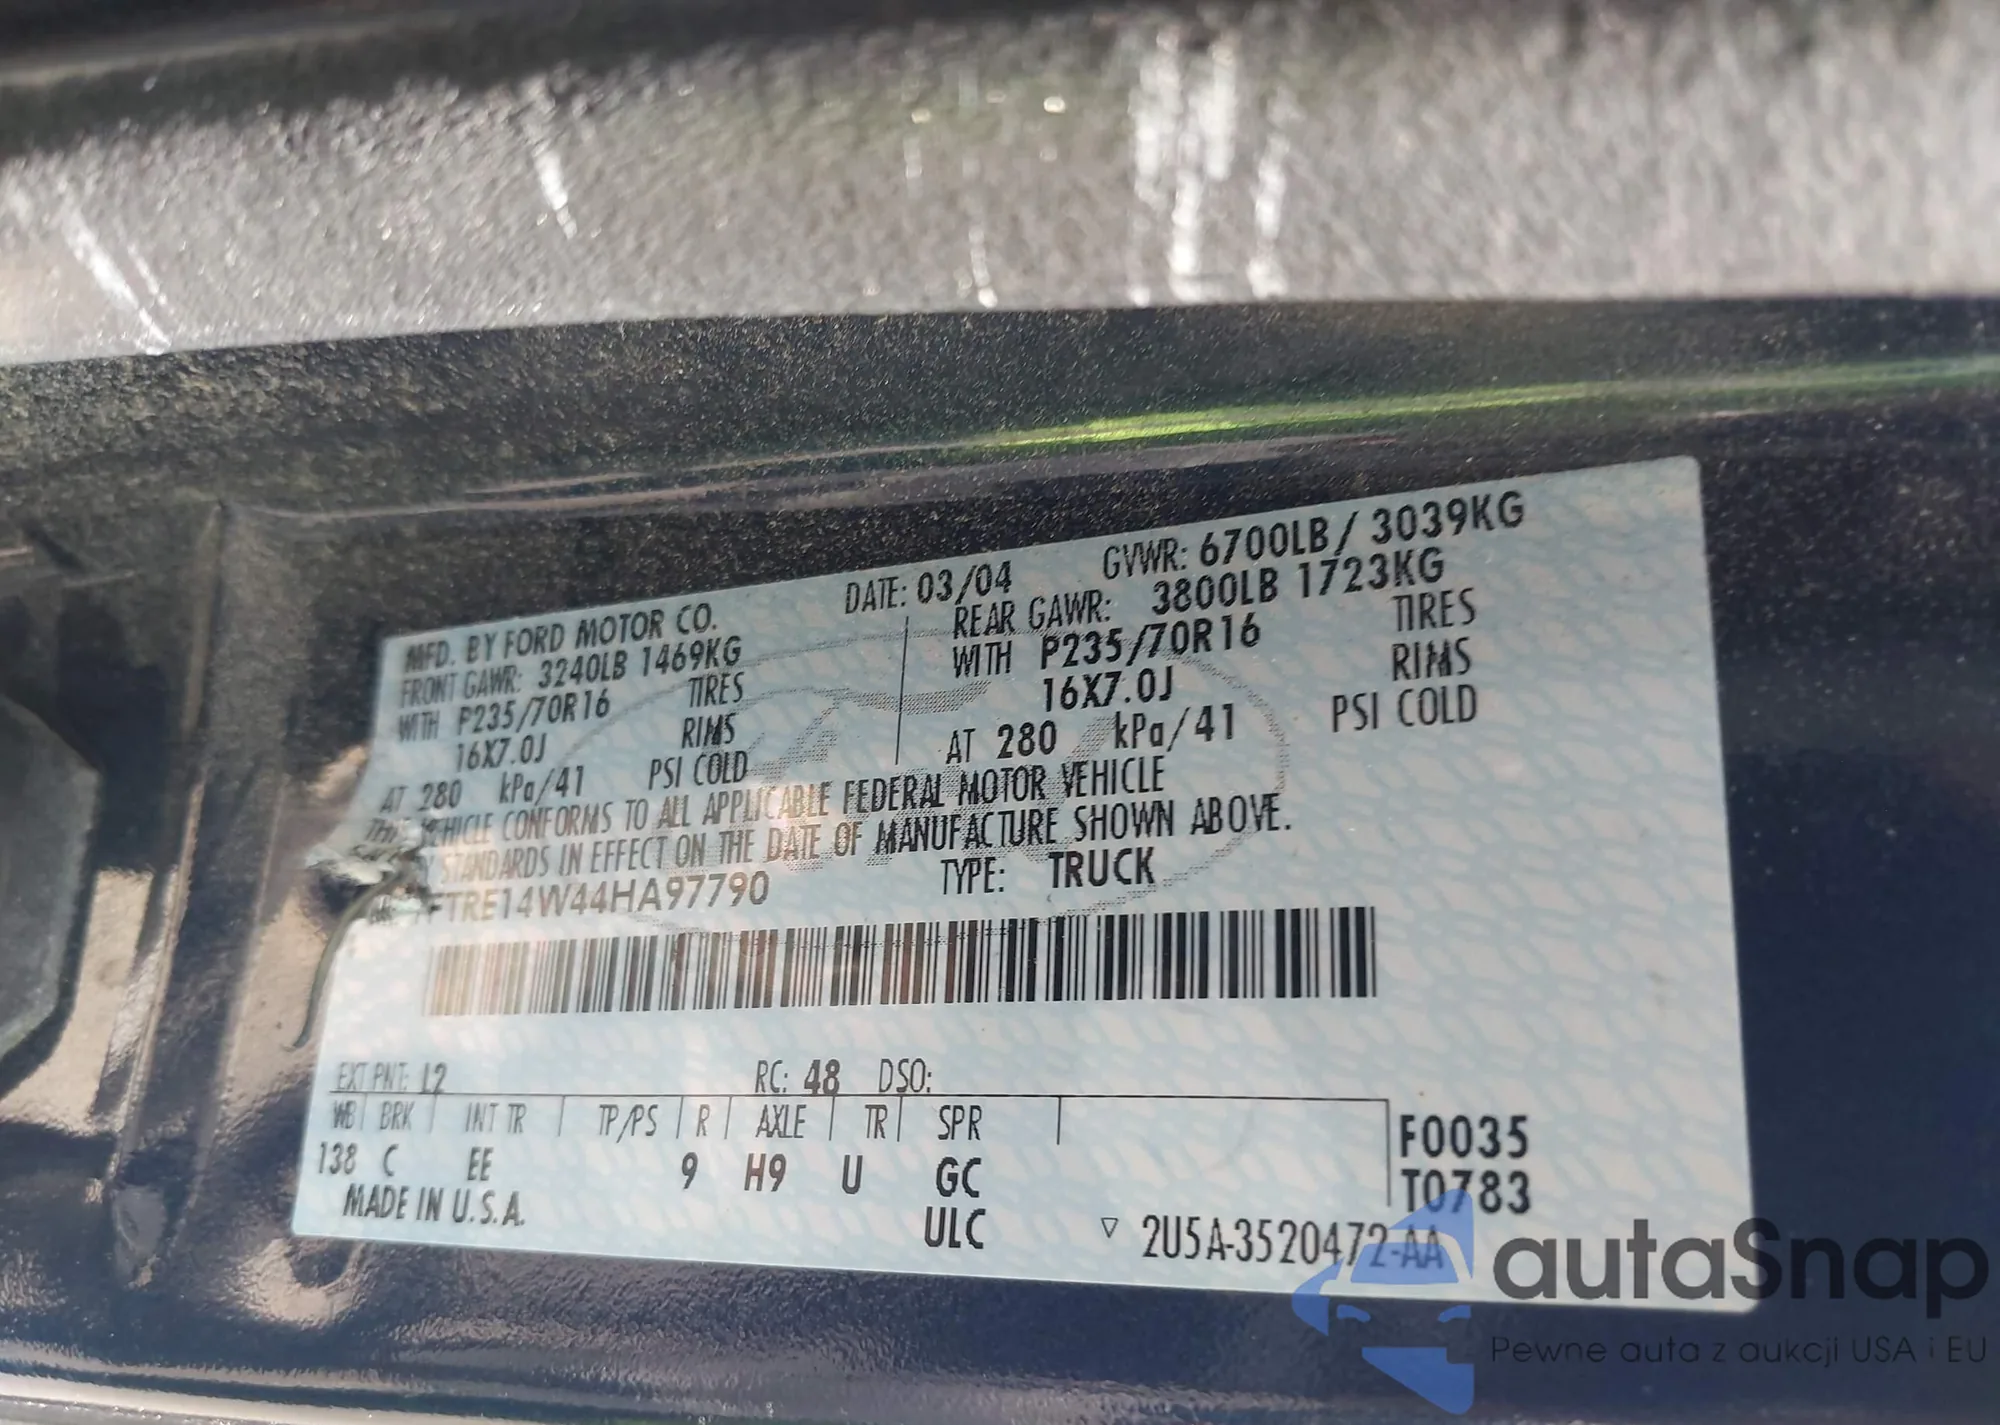 MFD. BY FORD MOTOR CO.
DATE: 03/04
GVWR: 6700LB / 3039KG
FRONT GAWR: 3240LB 1469KG
REAR GAWR: 3800LB 1723KG
WITH P235/70R16 TIRES
WITH P235/70R16 TIRES
16X7.0J RIMS
16X7.0J RIMS
AT 280 kPa/41 PSI COLD
AT 280 kPa/41 PSI COLD
THIS VEHICLE CONFORMS TO ALL APPLICABLE FEDERAL MOTOR VEHICLE
STANDARDS IN EFFECT ON THE DATE OF MANUFACTURE SHOWN ABOVE.
FTRE14W44HA97790
TYPE: TRUCK
EXT PNT: L2 RC: 48 DSO:
WB BRK INT TR TP/PS R AXLE TR SPR
138 C EE 9 H9 U GC
F0035
T0783
MADE IN U.S.A.
ULC
▽ 2U5A-3520472-AA
autaSnap
Pewne auta z aukcji USA i EU